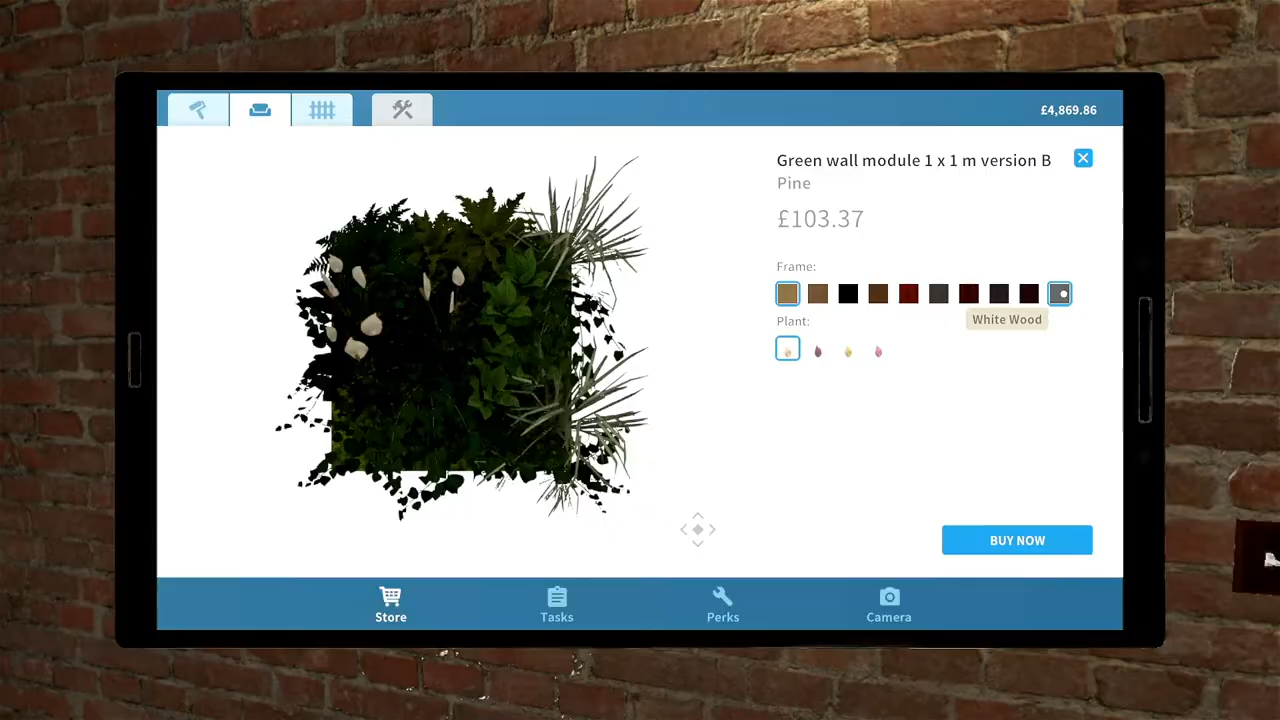 £4,869.86
Green wall module 1 x 1 m version B
Pine
£103.37
Frame:
White Wood
Plant:
BUY NOW
Store
Tasks
Perks
Camera